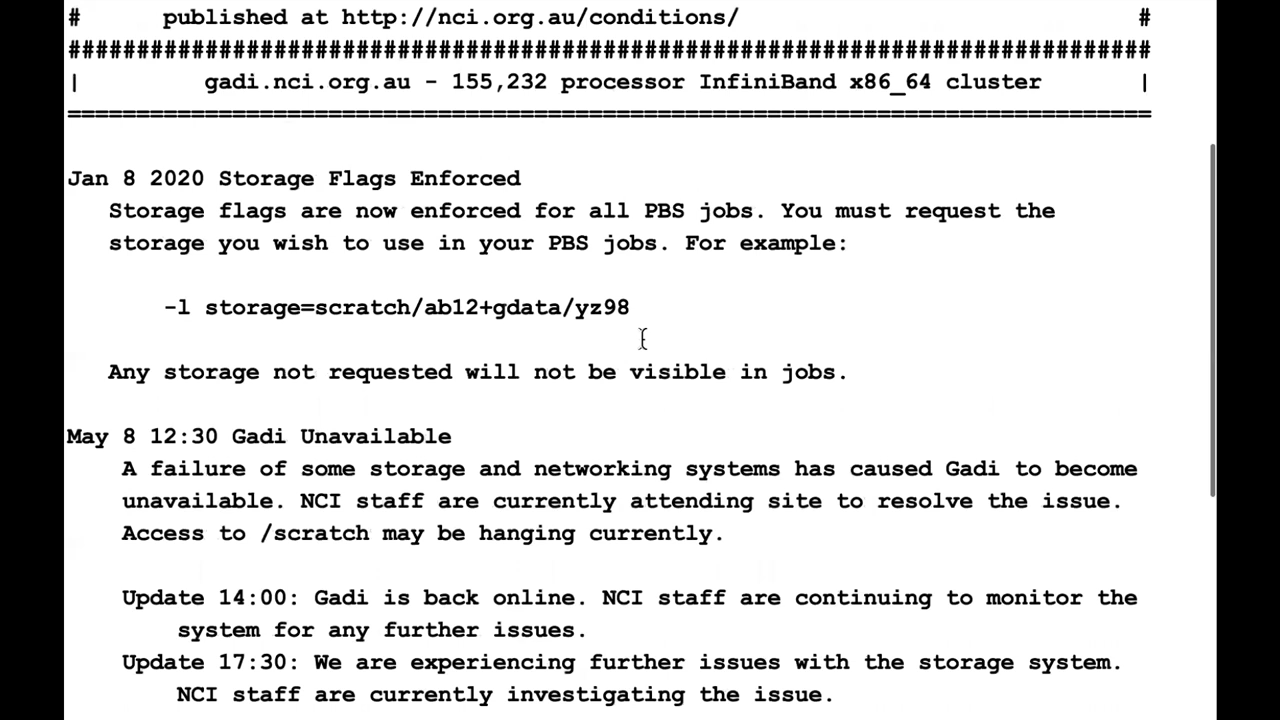 # published at http://nci.org.au/conditions/ #
###############################################################################
| gadi.nci.org.au - 155,232 processor InfiniBand x86_64 cluster |
===============================================================================
Jan 8 2020 Storage Flags Enforced
Storage flags are now enforced for all PBS jobs. You must request the
storage you wish to use in your PBS jobs. For example:
-l storage=scratch/ab12+gdata/yz98
Any storage not requested will not be visible in jobs.
May 8 12:30 Gadi Unavailable
A failure of some storage and networking systems has caused Gadi to become
unavailable. NCI staff are currently attending site to resolve the issue.
Access to /scratch may be hanging currently.
Update 14:00: Gadi is back online. NCI staff are continuing to monitor the
system for any further issues.
Update 17:30: We are experiencing further issues with the storage system.
NCI staff are currently investigating the issue.